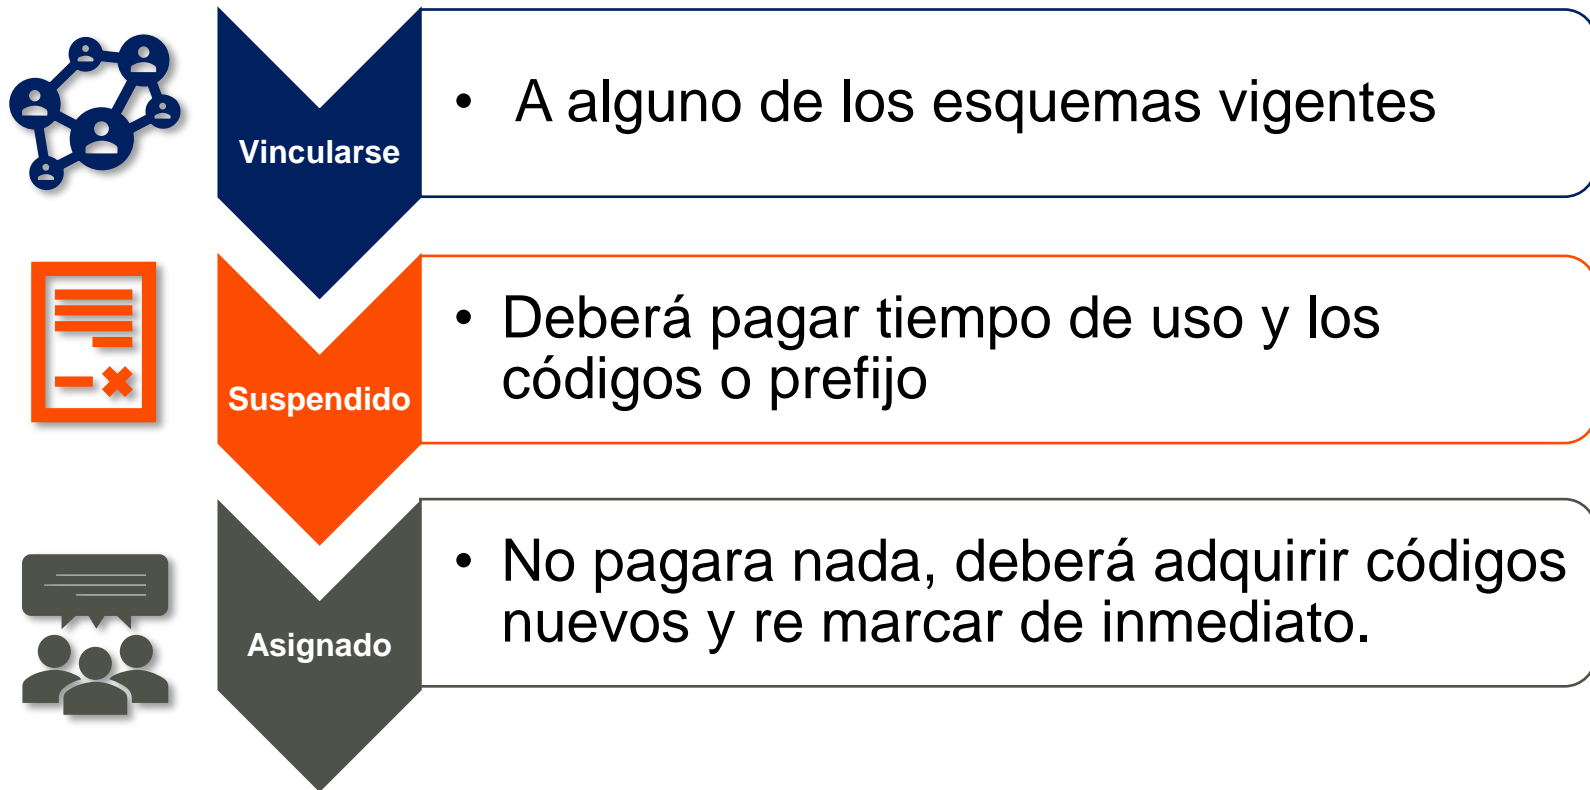 Vincularse
• A alguno de los esquemas vigentes
Suspendido
• Deberá pagar tiempo de uso y los
códigos o prefijo
Asignado
• No pagara nada, deberá adquirir códigos
nuevos y re marcar de inmediato.